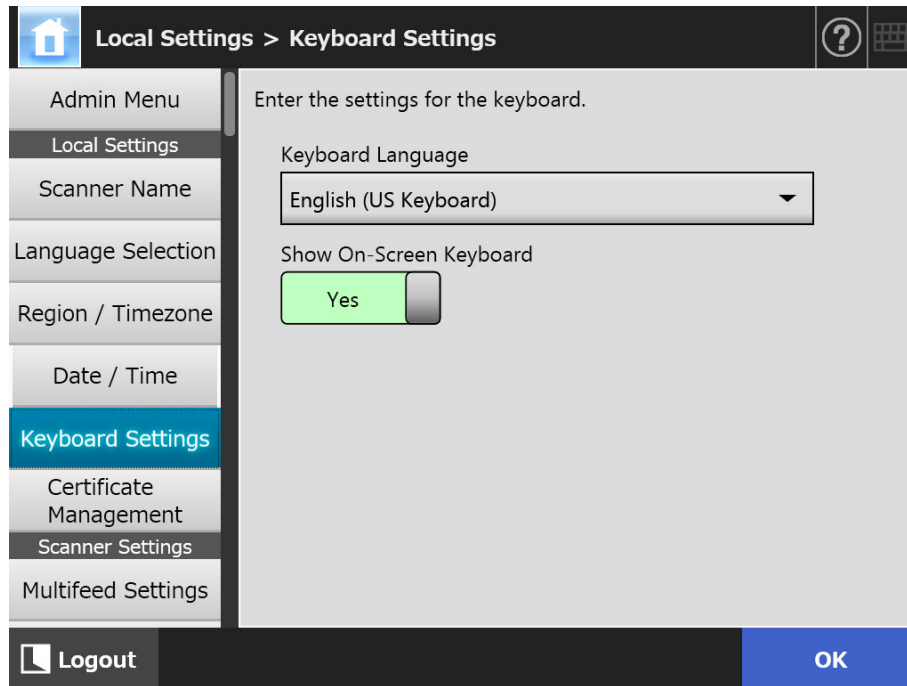 Local Settings > Keyboard Settings
?
Admin Menu
Local Settings
Scanner Name
Language Selection
Region / Timezone
Date / Time
Keyboard Settings
Certificate
Management
Scanner Settings
Multifeed Settings
Enter the settings for the keyboard.
Keyboard Language
English (US Keyboard)
Show On-Screen Keyboard
Yes
Logout
OK